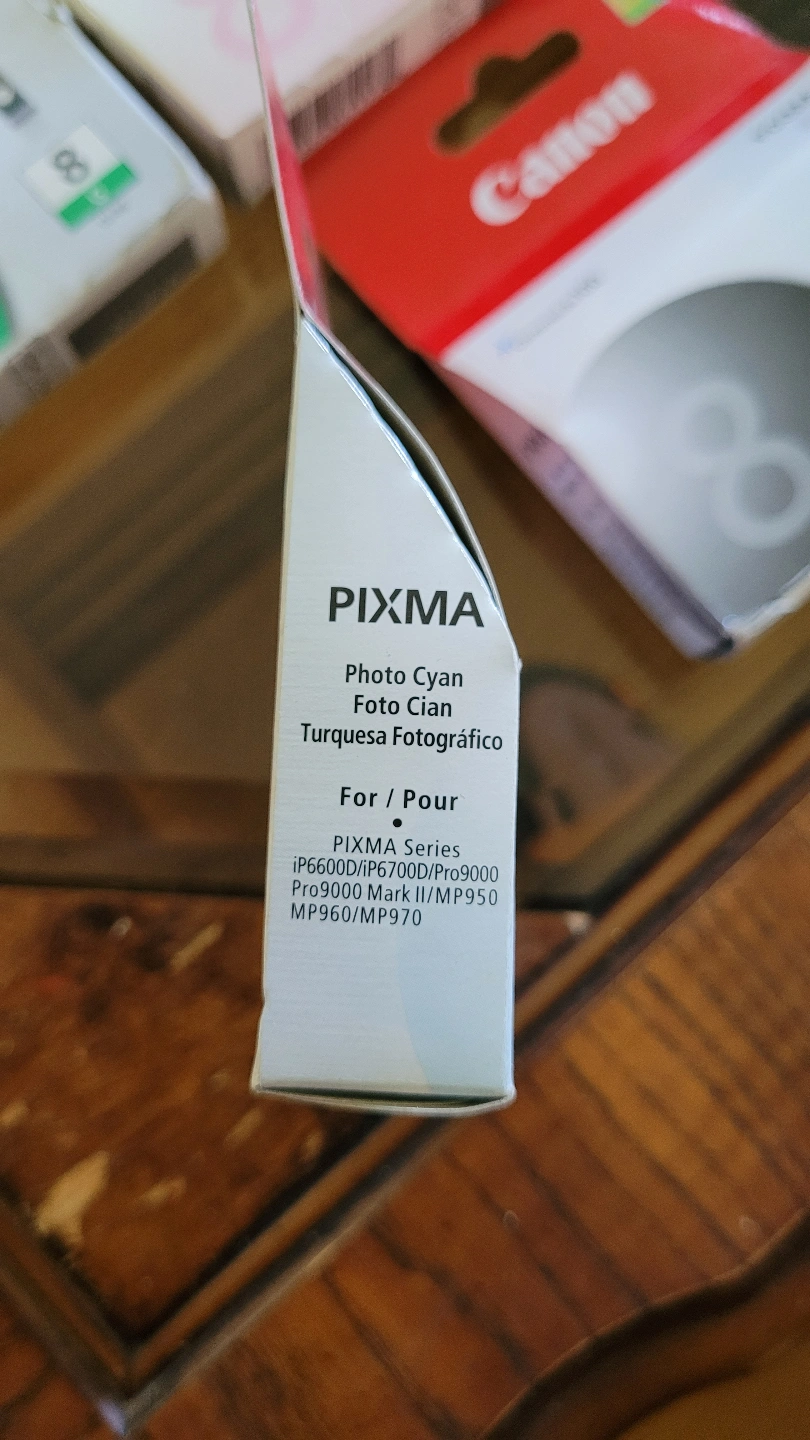 8
Canon
8
PIXMA
Photo Cyan
Foto Cian
Turquesa Fotográfico
For / Pour
•
PIXMA Series
iP6600D/iP6700D/Pro9000
Pro9000 Mark II/MP950
MP960/MP970